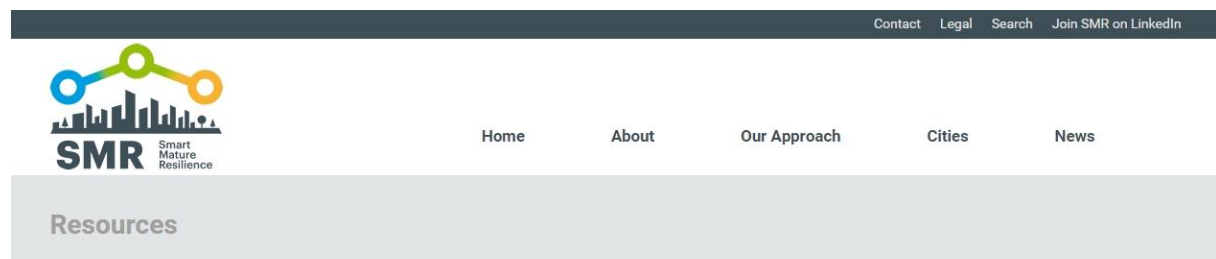 Contact Legal Search Join SMR on LinkedIn
SMR Smart
Mature
Resilience
Home About Our Approach Cities News
Resources